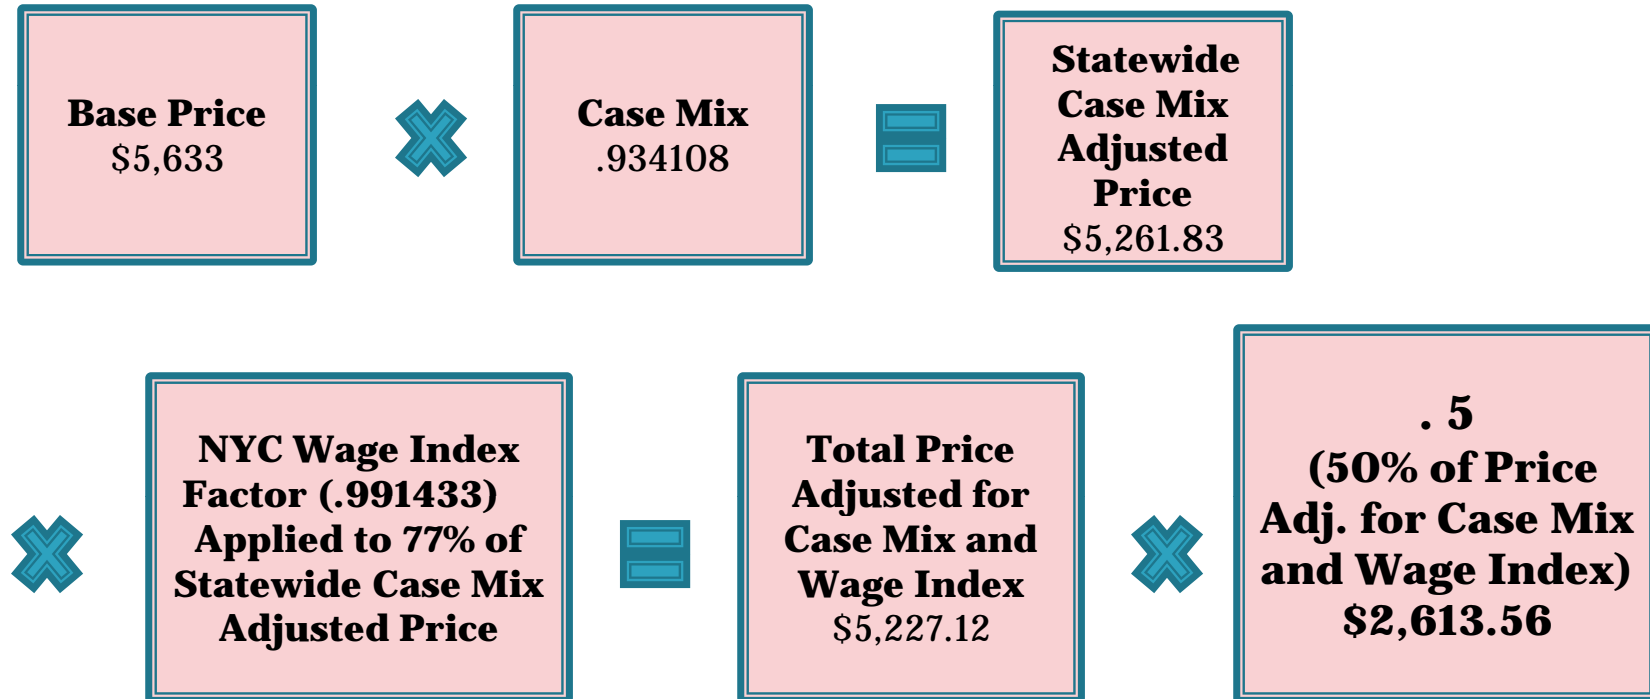 Base Price
$5,633
Case Mix
.934108
Statewide
Case Mix
Adjusted
Price
$5,261.83
NYC Wage Index
Factor (.991433)
Applied to 77% of
Statewide Case Mix
Adjusted Price
Total Price
Adjusted for
Case Mix and
Wage Index
$5,227.12
. 5
(50% of Price
Adj. for Case Mix
and Wage Index)
$2,613.56